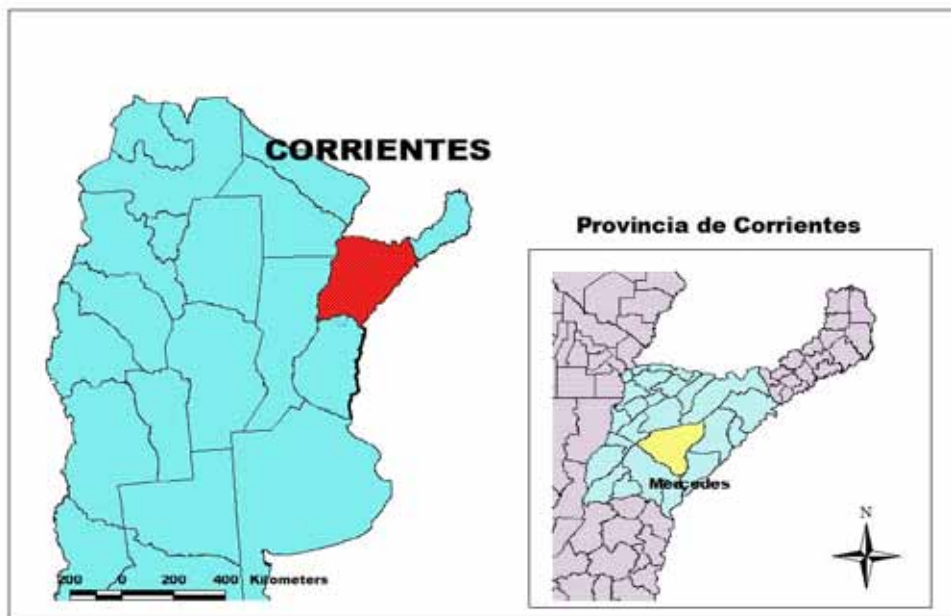 CORRIENTES
Provincia de Corrientes
Mercedes
N
200 0 200 400 Kilometers